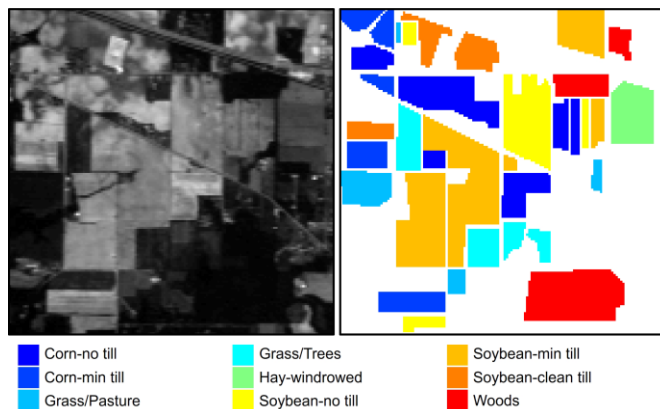 Corn-no till
Grass/Trees
Soybean-min till
Corn-min till
Hay-windrowed
Soybean-clean till
Grass/Pasture
Soybean-no till
Woods